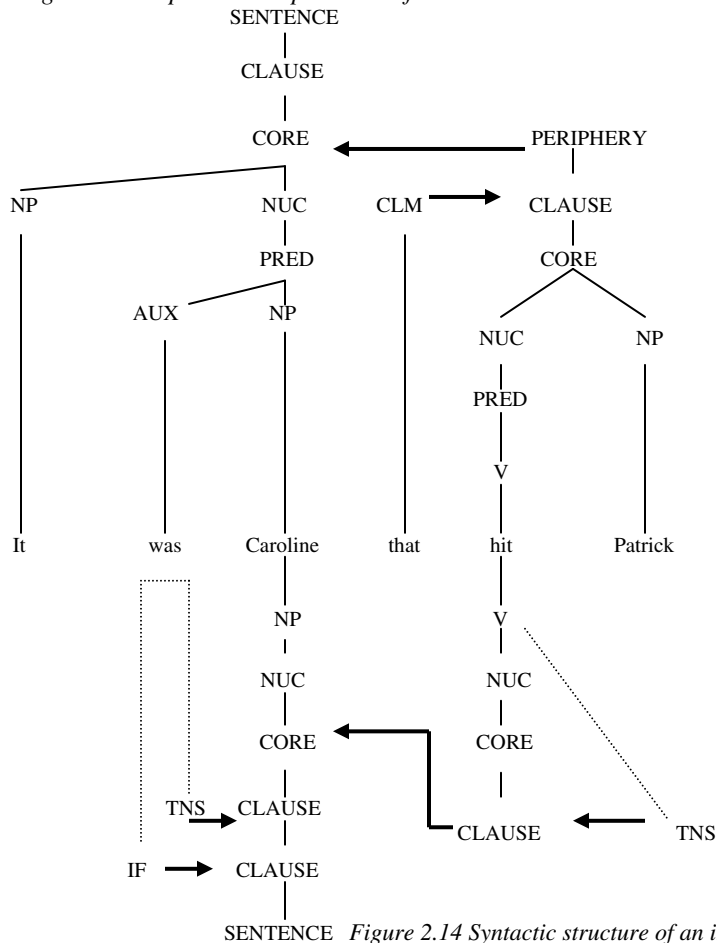 SENTENCE
CLAUSE
CORE PERIPHERY
NP NUC CLM CLAUSE
PRED CORE
AUX NP
NUC NP
PRED
V
It was Caroline that hit Patrick
NP V
NUC NUC
CORE CORE
TNS CLAUSE
CLAUSE TNS
IF CLAUSE
SENTENCE Figure 2.14 Syntactic structure of an i